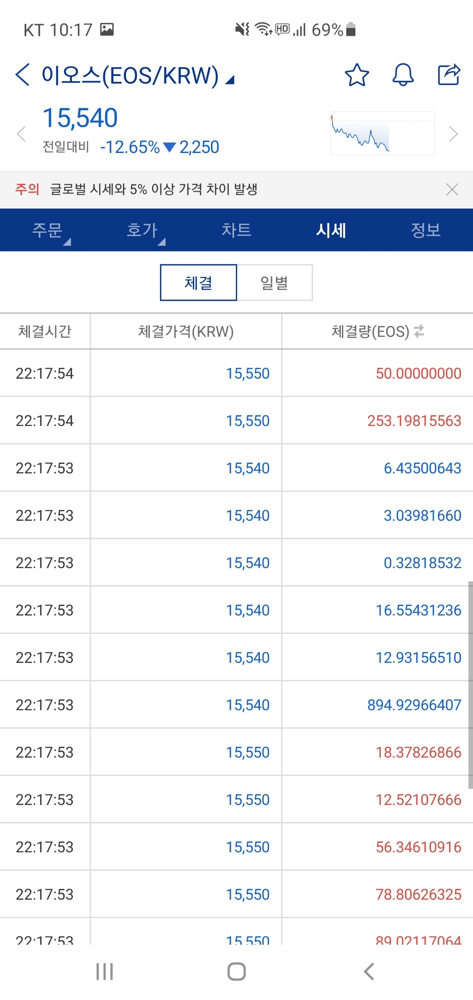 KT 10:17 HD 69%
이오스(EOS/KRW)
15,540
전일대비 -12.65% ▼ 2,250
주의 글로벌 시세와 5% 이상 가격 차이 발생
주문 호가 차트 시세 정보
체결 일별
체결시간 체결가격(KRW) 체결량(EOS)
22:17:54 15,550 50.00000000
22:17:54 15,550 253.19815563
22:17:53 15,540 6.43500643
22:17:53 15,540 3.03981660
22:17:53 15,540 0.32818532
22:17:53 15,540 16.55431236
22:17:53 15,540 12.93156510
22:17:53 15,540 894.92966407
22:17:53 15,550 18.37826866
22:17:53 15,550 12.52107666
22:17:53 15,550 56.34610916
22:17:53 15,550 78.80626325
22:17:53 15,550 89.02117064